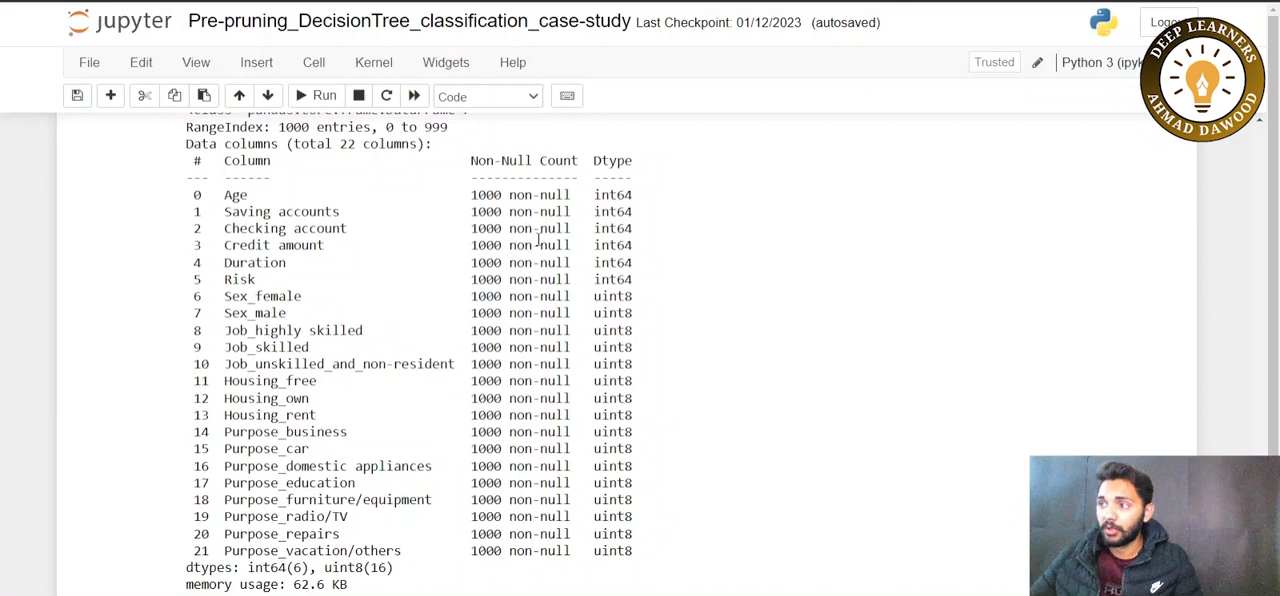 jupyter Pre-pruning_DecisionTree_classification_case-study Last Checkpoint: 01/12/2023 (autosaved)
File Edit View Insert Cell Kernel Widgets Help Trusted Python 3
Run Code
DEEP LEARNERS
AHMAD DAWOOD
RangeIndex: 1000 entries, 0 to 999
Data columns (total 22 columns):
# Column Non-Null Count Dtype
--- ------ -------------- -----
0 Age 1000 non-null int64
1 Saving accounts 1000 non-null int64
2 Checking account 1000 non-null int64
3 Credit amount 1000 non-null int64
4 Duration 1000 non-null int64
5 Risk 1000 non-null int64
6 Sex_female 1000 non-null uint8
7 Sex_male 1000 non-null uint8
8 Job_highly skilled 1000 non-null uint8
9 Job_skilled 1000 non-null uint8
10 Job_unskilled_and_non-resident 1000 non-null uint8
11 Housing_free 1000 non-null uint8
12 Housing_own 1000 non-null uint8
13 Housing_rent 1000 non-null uint8
14 Purpose_business 1000 non-null uint8
15 Purpose_car 1000 non-null uint8
16 Purpose_domestic appliances 1000 non-null uint8
17 Purpose_education 1000 non-null uint8
18 Purpose_furniture/equipment 1000 non-null uint8
19 Purpose_radio/TV 1000 non-null uint8
20 Purpose_repairs 1000 non-null uint8
21 Purpose_vacation/others 1000 non-null uint8
dtypes: int64(6), uint8(16)
memory usage: 62.6 KB